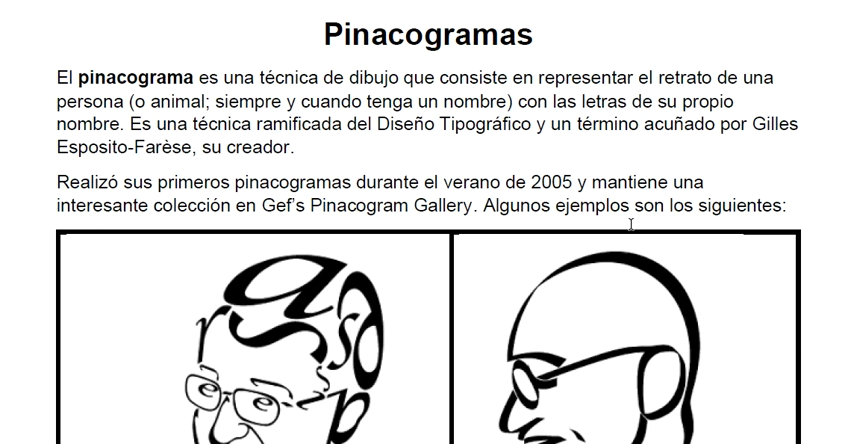 Pinacogramas
El pinacograma es una técnica de dibujo que consiste en representar el retrato de una
persona (o animal; siempre y cuando tenga un nombre) con las letras de su propio
nombre. Es una técnica ramificada del Diseño Tipográfico y un término acuñado por Gilles
Esposito-Farèse, su creador.
Realizó sus primeros pinacogramas durante el verano de 2005 y mantiene una
interesante colección en Gef's Pinacogram Gallery. Algunos ejemplos son los siguientes: